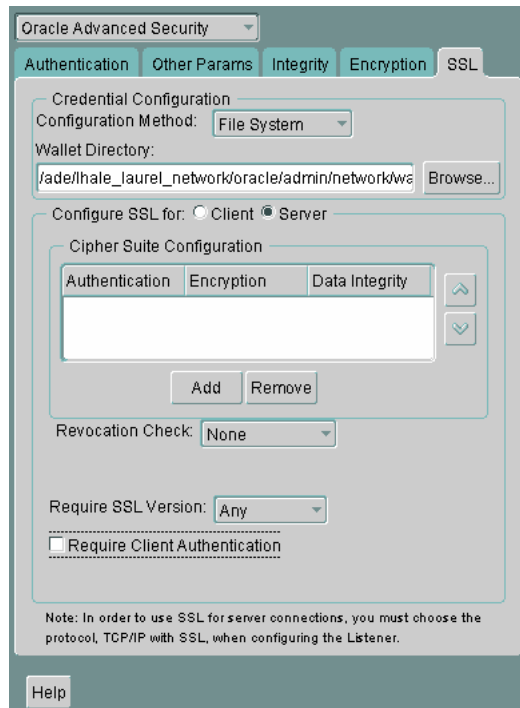 Oracle Advanced Security
Authentication Other Params Integrity Encryption SSL
Credential Configuration
Configuration Method: File System
Wallet Directory:
/ade/lhale_laurel_network/oracle/admin/network/wa Browse...
Configure SSL for: Client Server
Cipher Suite Configuration
Authentication Encryption Data Integrity
Add Remove
Revocation Check: None
Require SSL Version: Any
Require Client Authentication
Note: In order to use SSL for server connections, you must choose the
protocol, TCP/IP with SSL, when configuring the Listener.
Help